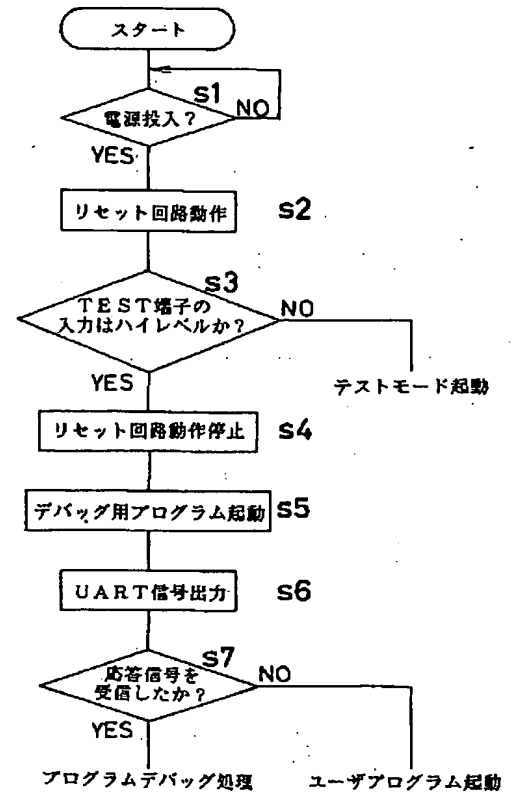 スタート
s1
電源投入？
NO
YES
リセット回路動作
s2
s3
TEST端子の
入力はハイレベルか？
NO
YES
テストモード起動
リセット回路動作停止
s4
デバッグ用プログラム起動
s5
UART信号出力
s6
s7
応答信号を
受信したか？
NO
YES
プログラムデバッグ処理
ユーザプログラム起動